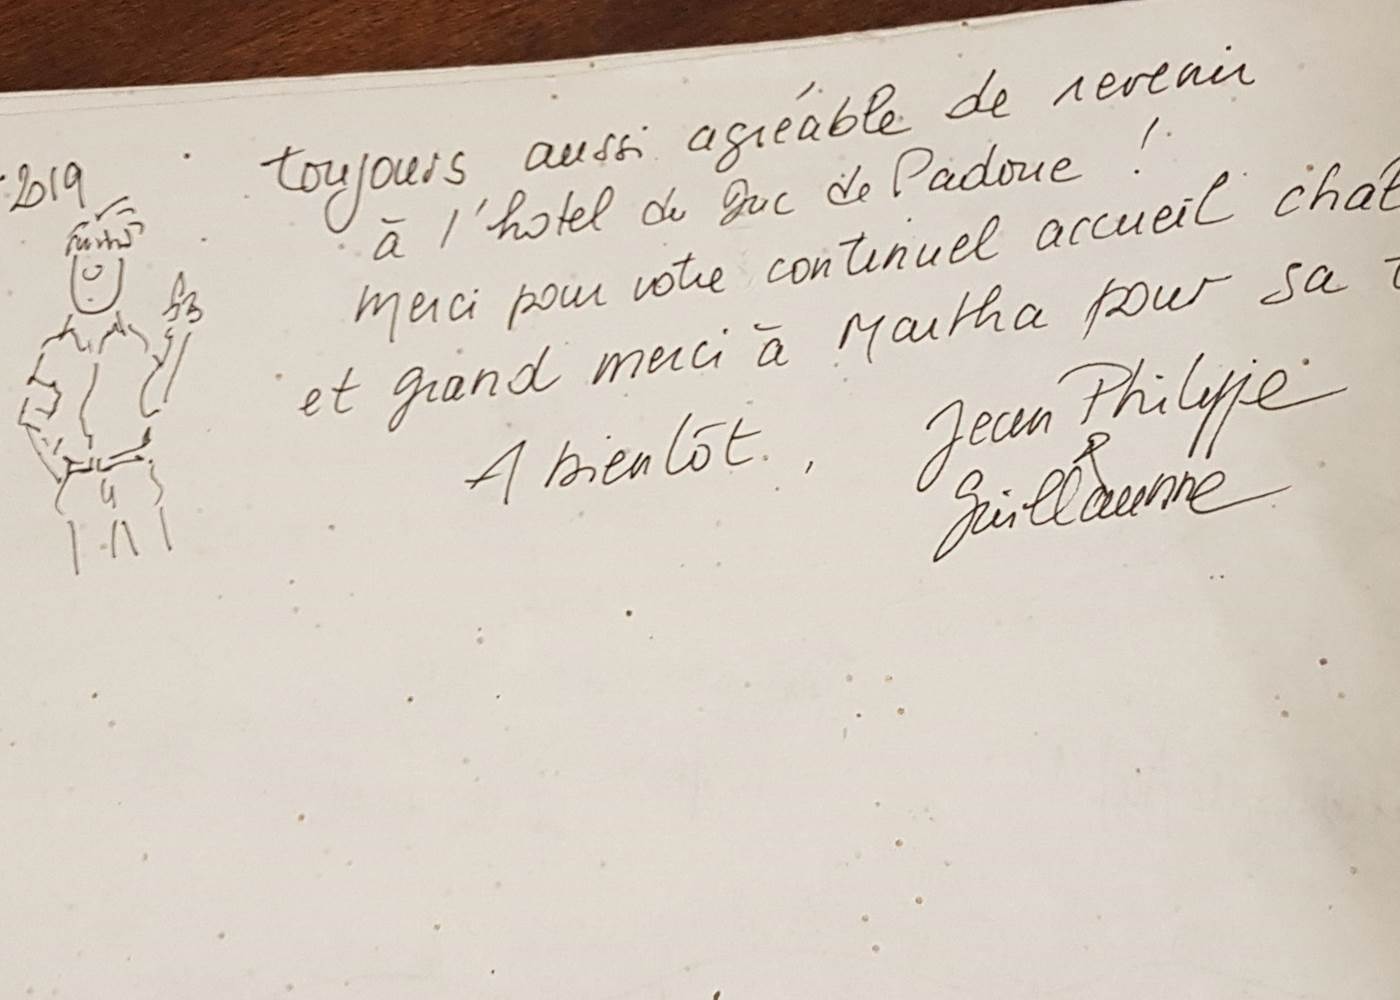 2019
toujours aussi agréable de revenir
à l'hotel du Duc de Padoue !
Merci pour votre continuel accueil
et grand merci à Martha pour sa
A bientôt.,
Jean Philippe
Guillaume